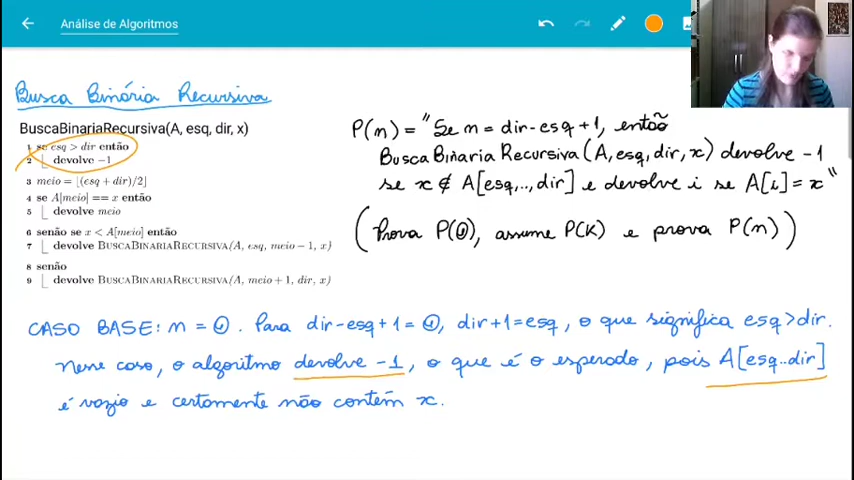 Análise de Algoritmos
Busca Binária Recursiva
BuscaBinariaRecursiva(A, esq, dir, x)
1 se esq > dir então
2 devolve −1
3 meio = ⌊(esq + dir)/2⌋
4 se A[meio] == x então
5 devolve meio
6 senão se x < A[meio] então
7 devolve BUSCABINARIARECURSIVA(A, esq, meio − 1, x)
8 senão
9 devolve BUSCABINARIARECURSIVA(A, meio + 1, dir, x)
P(n) = "Se n = dir-esq+1, então
BuscaBinariaRecursiva(A, esq, dir, x) devolve -1
se x ∉ A[esq,.., dir] e devolve i se A[i] = x"
(Prova P(0), assume P(K) e prova P(n))
CASO BASE: n = 0. Para dir-esq+1 = 0, dir+1=esq, o que significa esq>dir.
Nesse caso, o algoritmo devolve -1, o que é o esperado, pois A[esq..dir]
é vazio e certamente não contém x.